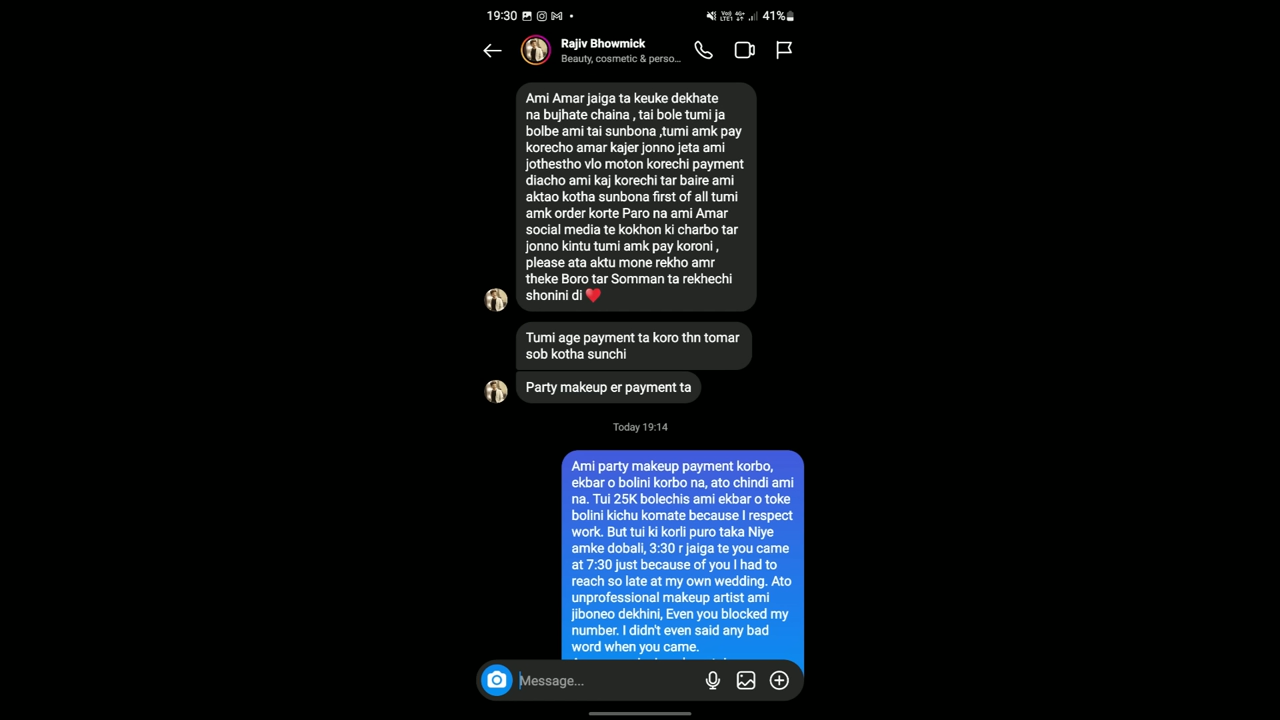 19:30
Vo)) 4G+
LTE1
41%
Rajiv Bhowmick
Beauty, cosmetic & perso...
Ami Amar jaiga ta keuke dekhate
na bujhate chaina , tai bole tumi ja
bolbe ami tai sunbona ,tumi amk pay
korecho amar kajer jonno jeta ami
jothestho vlo moton korechi payment
diacho ami kaj korechi tar baire ami
aktao kotha sunbona first of all tumi
amk order korte Paro na ami Amar
social media te kokhon ki charbo tar
jonno kintu tumi amk pay koroni ,
please ata aktu mone rekho amr
theke Boro tar Somman ta rekhechi
shonini di ❤️
Tumi age payment ta koro thn tomar
sob kotha sunchi
Party makeup er payment ta
Today 19:14
Ami party makeup payment korbo,
ekbar o bolini korbo na, ato chindi ami
na. Tui 25K bolechis ami ekbar o toke
bolini kichu komate because I respect
work. But tui ki korli puro taka Niye
amke dobali, 3:30 r jaiga te you came
at 7:30 just because of you I had to
reach so late at my own wedding. Ato
unprofessional makeup artist ami
jiboneo dekhini, Even you blocked my
number. I didn't even said any bad
word when you came.
Message...